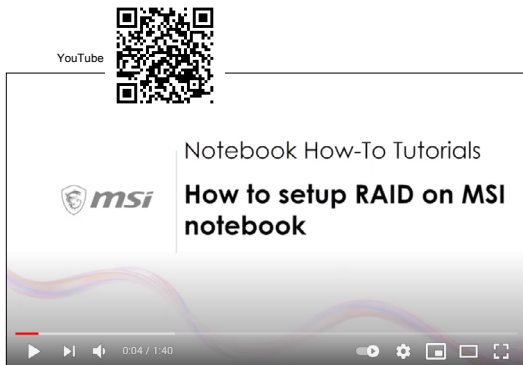 YouTube
Notebook How-To Tutorials
msi
How to setup RAID on MSI
notebook
0:04 / 1:40